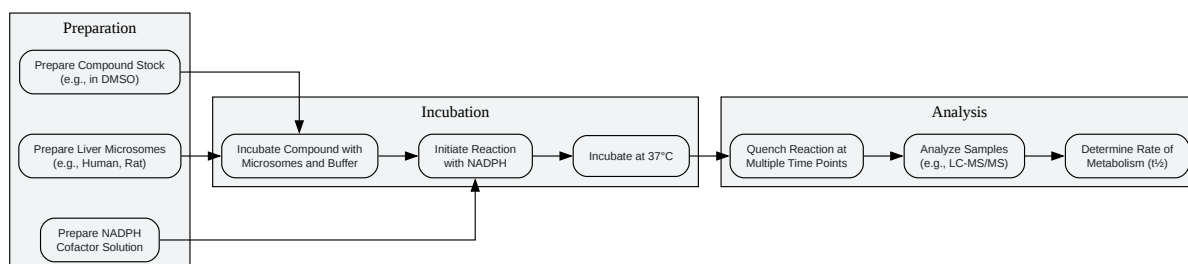 Preparation
Prepare Compound Stock
(e.g., in DMSO)
Prepare Liver Microsomes
(e.g., Human, Rat)
Prepare NADPH
Cofactor Solution
Incubation
Incubate Compound with
Microsomes and Buffer
Initiate Reaction
with NADPH
Incubate at 37°C
Analysis
Quench Reaction at
Multiple Time Points
Analyze Samples
(e.g., LC-MS/MS)
Determine Rate of
Metabolism (t½)